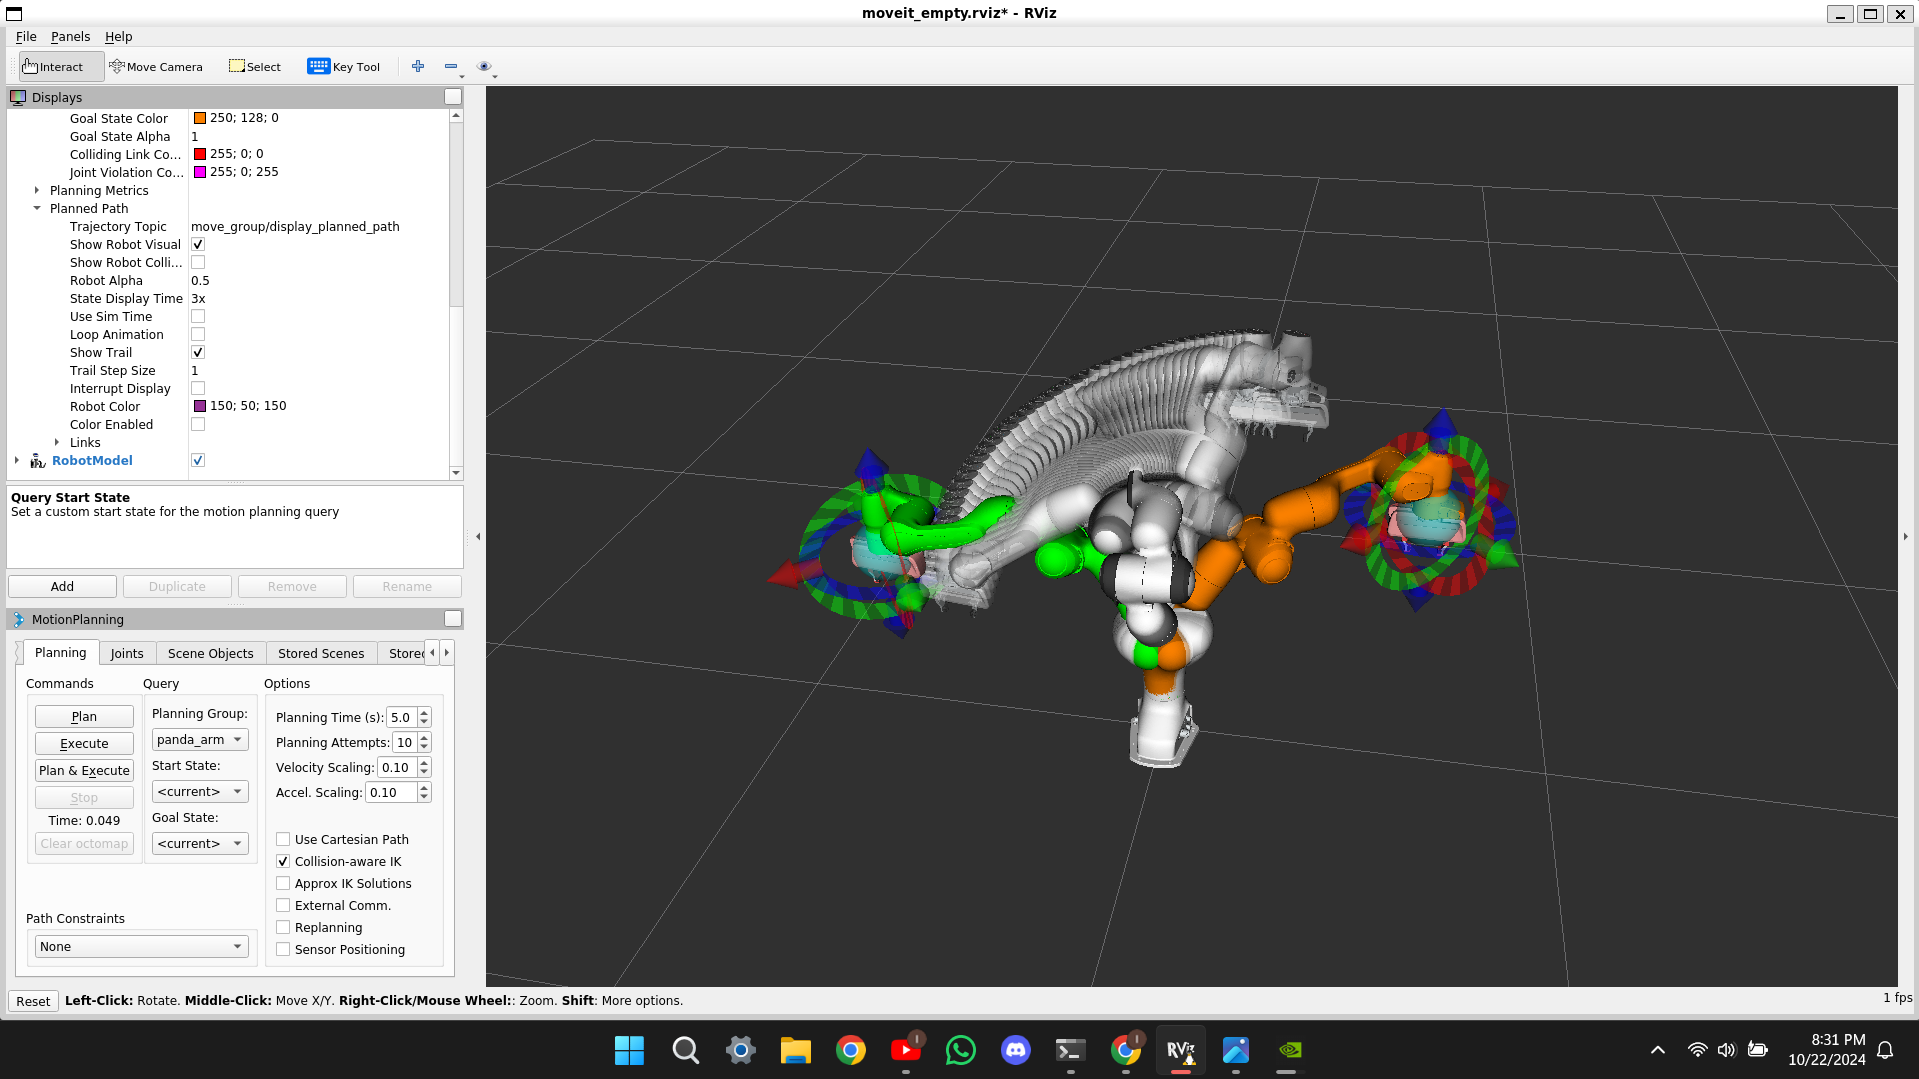 moveit_empty.rviz* - RViz
File Panels Help
Interact Move Camera Select Key Tool
Displays
Goal State Color 250; 128; 0
Goal State Alpha 1
Colliding Link Co... 255; 0; 0
Joint Violation Co... 255; 0; 255
Planning Metrics
Planned Path
Trajectory Topic move_group/display_planned_path
Show Robot Visual
Show Robot Colli...
Robot Alpha 0.5
State Display Time 3x
Use Sim Time
Loop Animation
Show Trail
Trail Step Size 1
Interrupt Display
Robot Color 150; 50; 150
Color Enabled
Links
RobotModel
Query Start State
Set a custom start state for the motion planning query
Add Duplicate Remove Rename
MotionPlanning
Planning Joints Scene Objects Stored Scenes Stored
Commands Query Options
Plan
Execute
Plan & Execute
Stop
Time: 0.049
Clear octomap
Planning Group:
panda_arm
Start State:
<current>
Goal State:
<current>
Path Constraints
None
Planning Time (s): 5.0
Planning Attempts: 10
Velocity Scaling: 0.10
Accel. Scaling: 0.10
Use Cartesian Path
Collision-aware IK
Approx IK Solutions
External Comm.
Replanning
Sensor Positioning
Reset Left-Click: Rotate. Middle-Click: Move X/Y. Right-Click/Mouse Wheel:: Zoom. Shift: More options. 1 fps
RViz
8:31 PM
10/22/2024